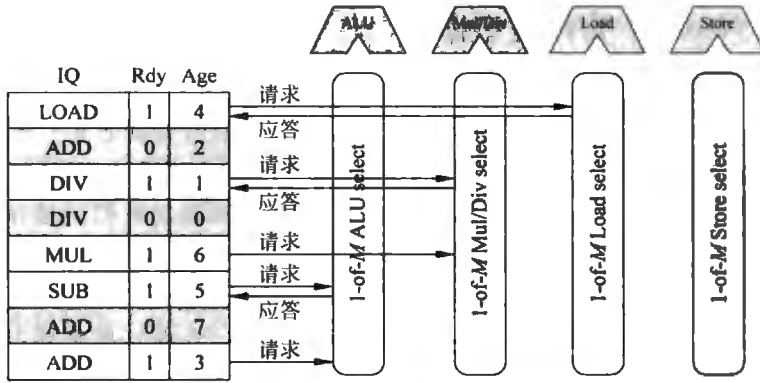 ALU Mul/Div Load Store
IQ Rdy Age
LOAD 1 4
ADD 0 2
DIV 1 1
DIV 0 0
MUL 1 6
SUB 1 5
ADD 0 7
ADD 1 3
请求
应答
请求
应答
请求
请求
应答
请求
1-of-M ALU select
1-of-M Mul/Div select
1-of-M Load select
1-of-M Store select